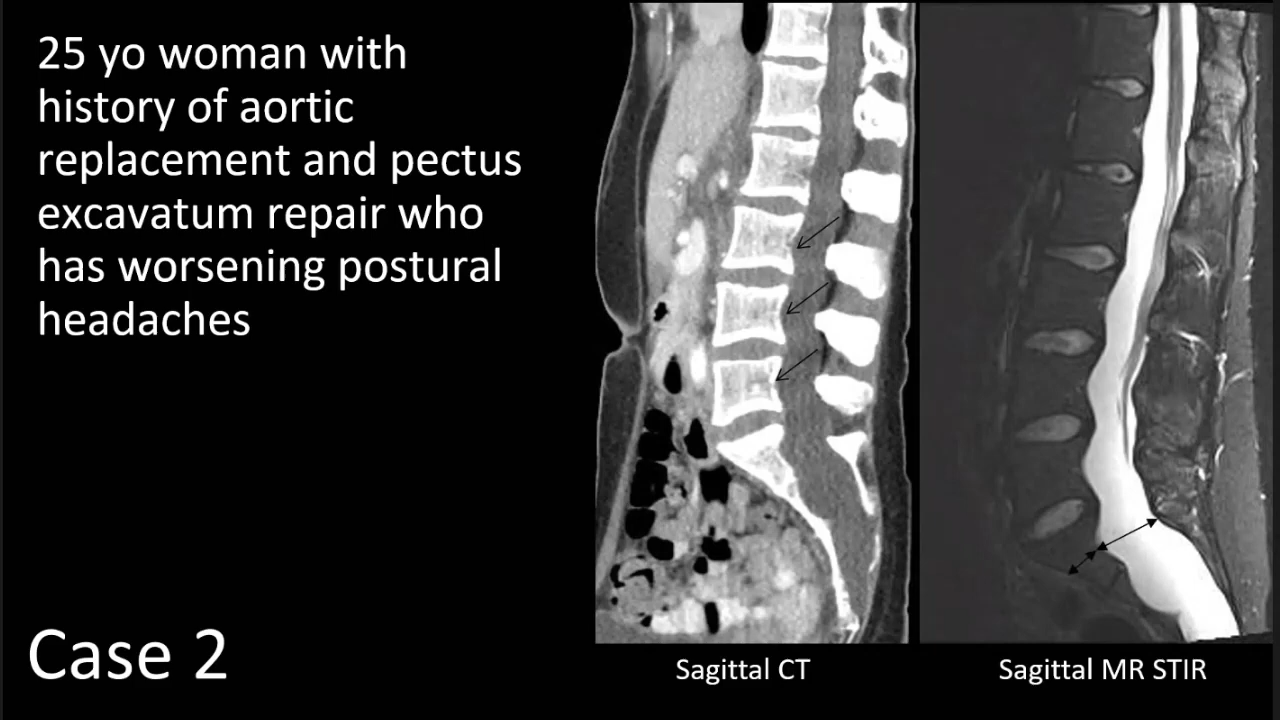 25 yo woman with
history of aortic
replacement and pectus
excavatum repair who
has worsening postural
headaches
Case 2
Sagittal CT
Sagittal MR STIR